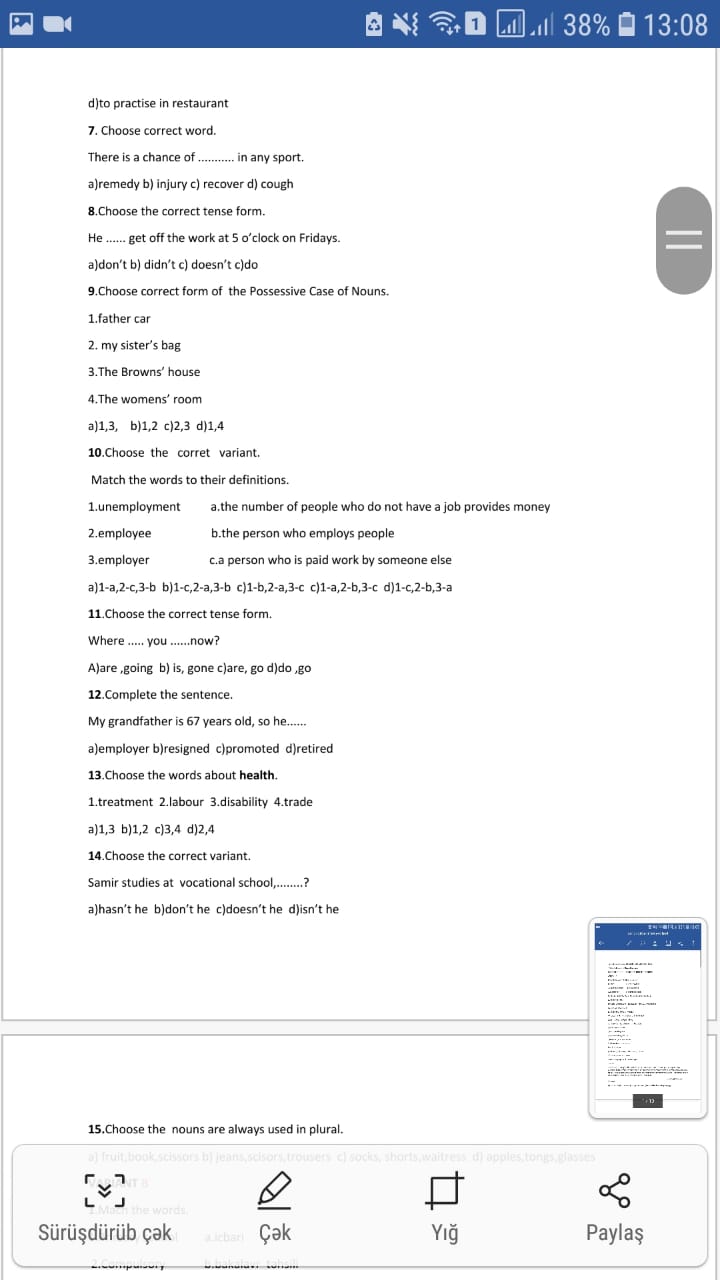 1 38% 13:08
d)to practise in restaurant
7. Choose correct word.
There is a chance of ........... in any sport.
a)remedy b) injury c) recover d) cough
8.Choose the correct tense form.
He ...... get off the work at 5 o’clock on Fridays.
a)don’t b) didn’t c) doesn’t c)do
9.Choose correct form of the Possessive Case of Nouns.
1.father car
2. my sister’s bag
3.The Browns’ house
4.The womens’ room
a)1,3, b)1,2 c)2,3 d)1,4
10.Choose the corret variant.
Match the words to their definitions.
1.unemployment a.the number of people who do not have a job provides money
2.employee b.the person who employs people
3.employer c.a person who is paid work by someone else
a)1-a,2-c,3-b b)1-c,2-a,3-b c)1-b,2-a,3-c c)1-a,2-b,3-c d)1-c,2-b,3-a
11.Choose the correct tense form.
Where ..... you ......now?
A)are ,going b) is, gone c)are, go d)do ,go
12.Complete the sentence.
My grandfather is 67 years old, so he......
a)employer b)resigned c)promoted d)retired
13.Choose the words about health.
1.treatment 2.labour 3.disability 4.trade
a)1,3 b)1,2 c)3,4 d)2,4
14.Choose the correct variant.
Samir studies at vocational school,........?
a)hasn’t he b)don’t he c)doesn’t he d)isn’t he
15.Choose the nouns are always used in plural.
a) fruit,book,scissors b) jeans,scisors,trousers c) socks, shorts,waitress d) apples,tongs,glasses
VARIANT 8
1.Mach the words.
a.icbari
Sürüşdürüb çək Çək Yığ Paylaş
2.Compulsory b.bakalavr təhsili